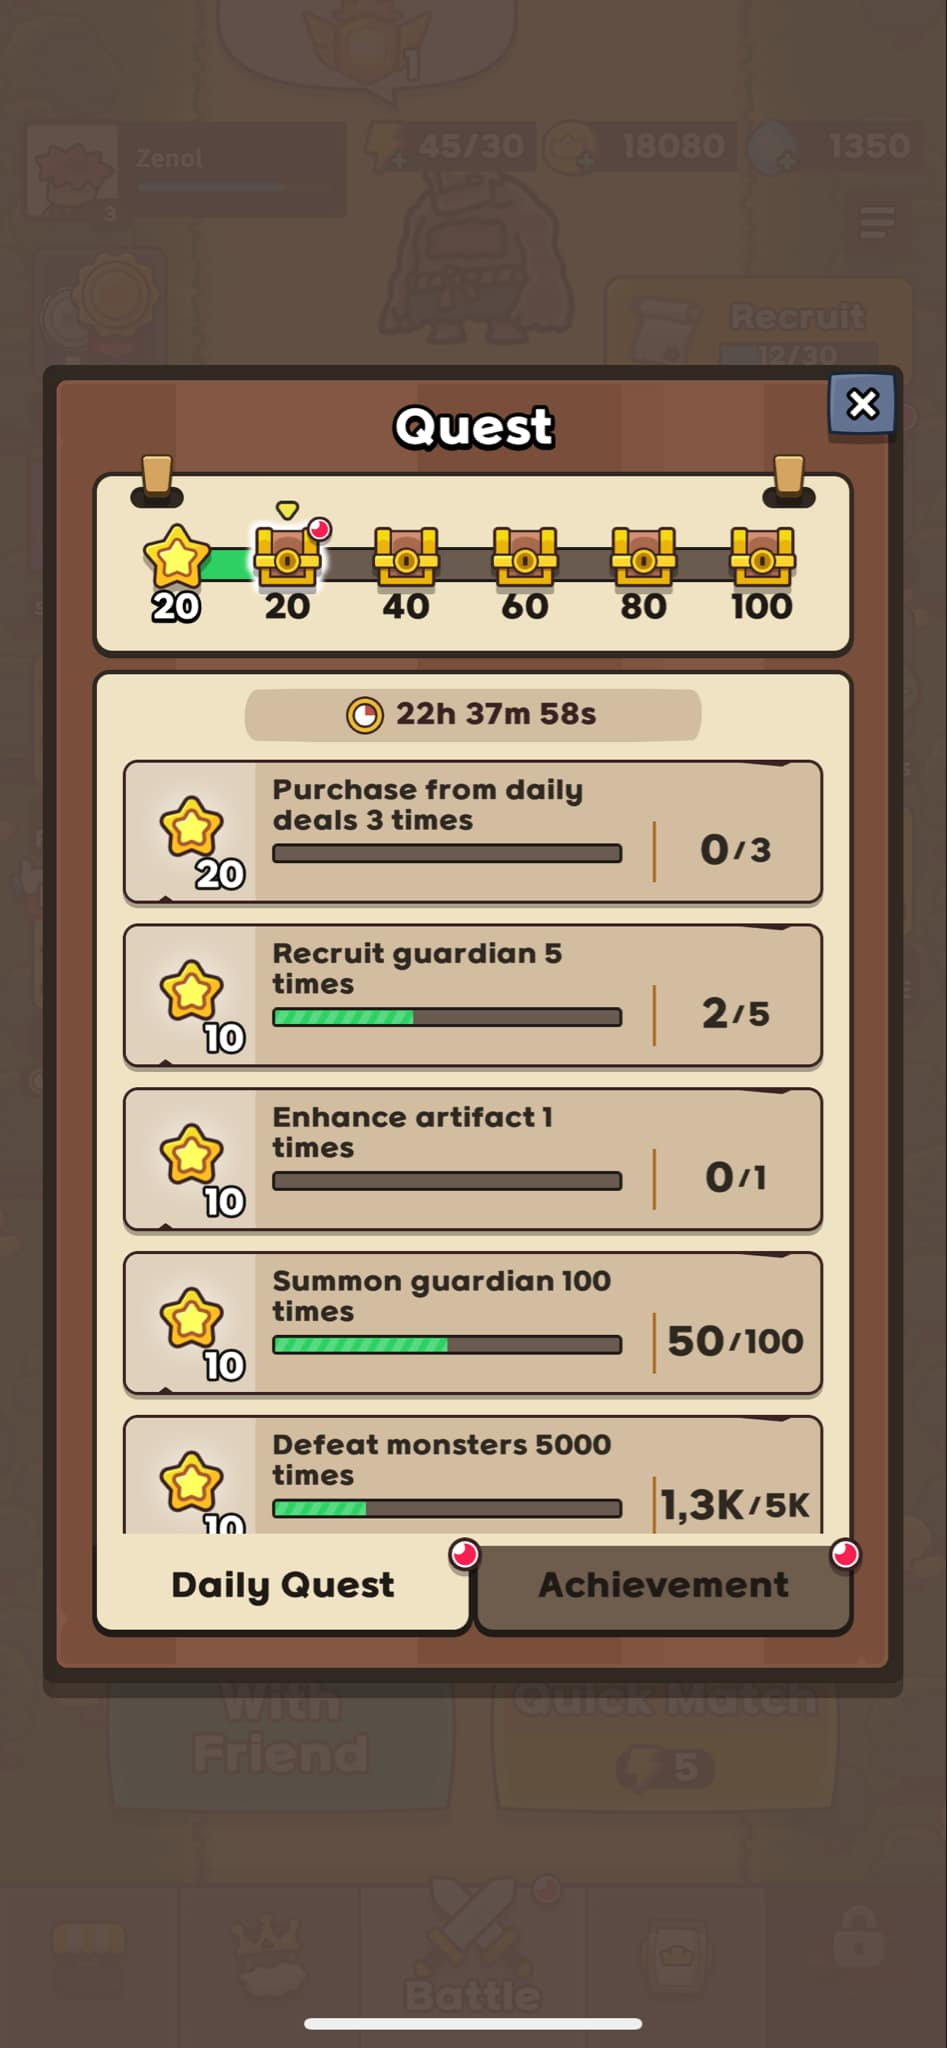 1
Zenol
45/30
18080
1350
3
Recruit
12/30
Quest
20
20
40
60
80
100
22h 37m 58s
Purchase from daily
deals 3 times
20
0/3
Recruit guardian 5
times
10
2/5
Enhance artifact 1
times
10
0/1
Summon guardian 100
times
10
50/100
Defeat monsters 5000
times
10
1,3K/5K
Daily Quest
Achievement
With
Friend
Quick Match
5
Battle